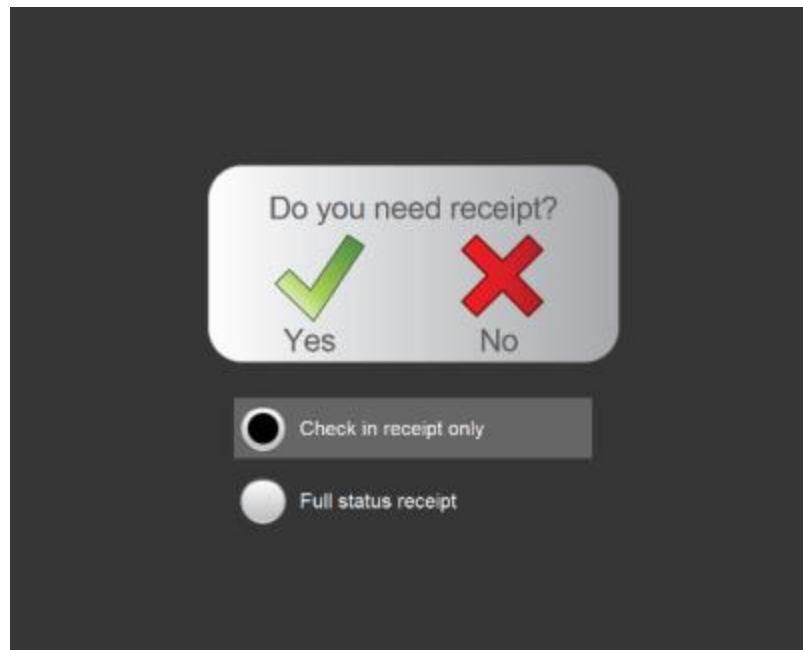 Do you need receipt?
Yes No
Check in receipt only
Full status receipt